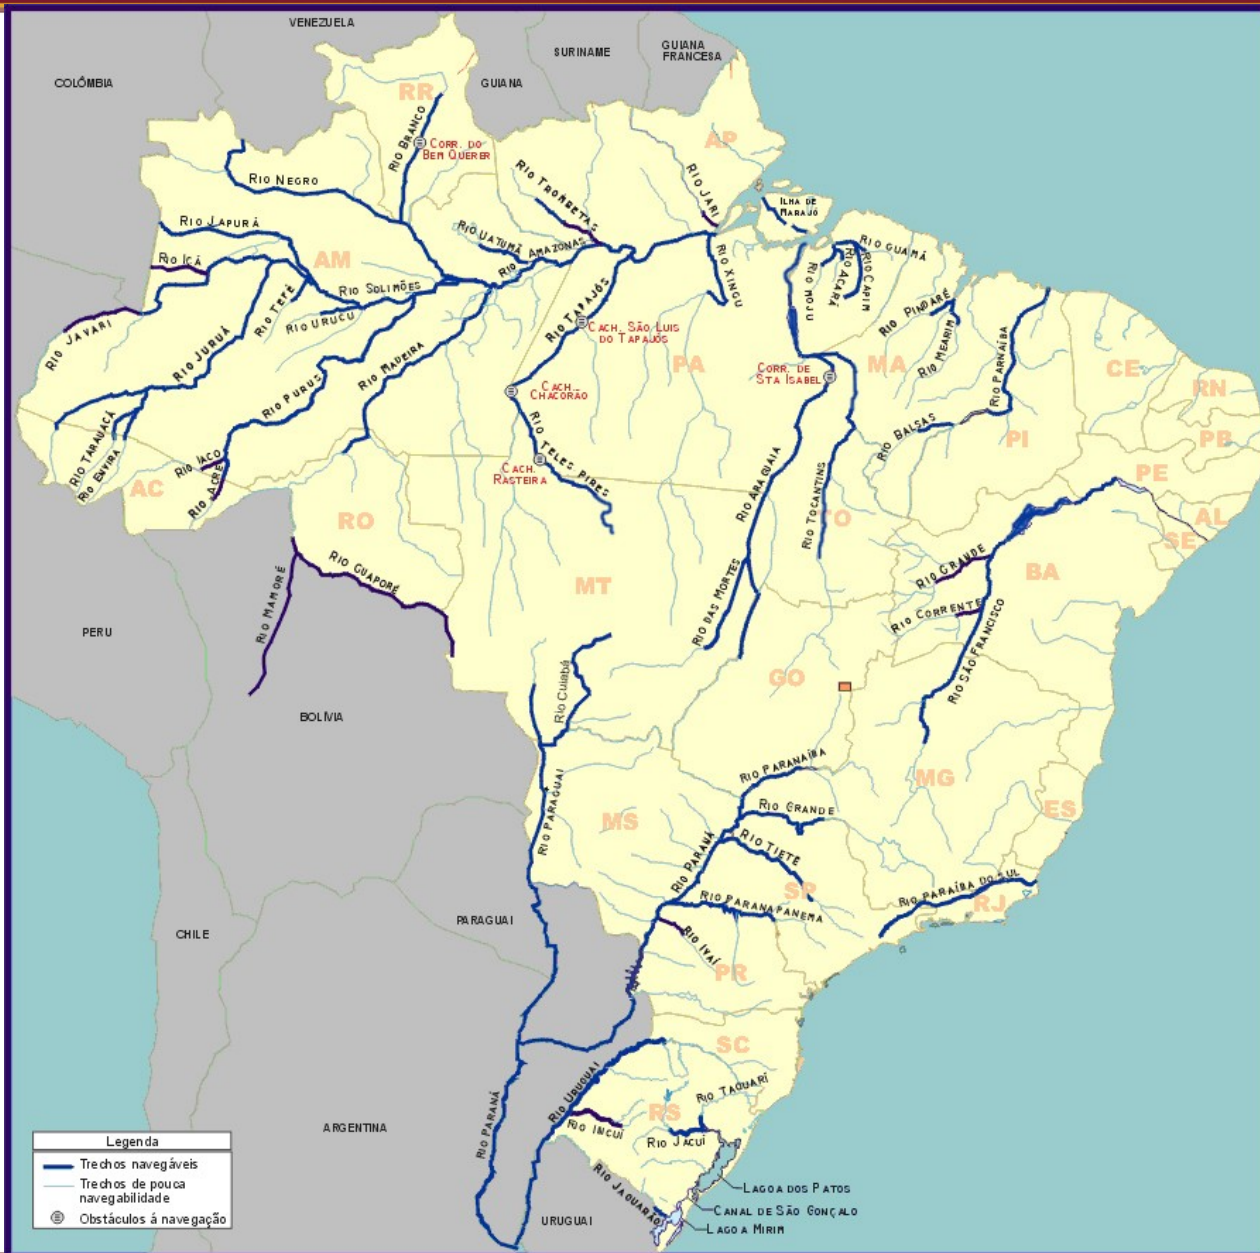 VENEZUELA
SURINAME
GUIANA
FRANCESA
COLÔMBIA
GUIANA
RR
RIO BRANCO
CORR. DO
BEM QUERER
AP
RIO NEGRO
RIO TROMBETAS
RIO JARI
ILHA DE
MARAJÓ
RIO JAPURÁ
RIO UATUMÃ
RIO AMAZONAS
RIO GUAMÁ
RIO IÇÁ
AM
RIO XINGU
RIO MOJU
RIO ACARÁ
RIO CAPIM
RIO TEFÉ
RIO SOLIMÕES
RIO URUCU
RIO TAPAJÓS
RIO PINDARÉ
RIO JAVARI
RIO JURUÁ
CACH. SÃO LUIS
DO TAPAJÓS
RIO MEARIM
RIO PARNAÍBA
RIO MADEIRA
PA
MA
CE
CORR. DE
STA ISABEL
RIO PURUS
CACH.
CHACORÃO
RN
RIO TARAUACÁ
RIO ENVIRA
RIO BALSAS
PI
PB
RIO IACO
RIO ACRE
AC
RIO TELES PIRES
CACH.
RASTEIRA
PE
RIO ARAGUAIA
RIO TOCANTINS
TO
RO
AL
SE
RIO GRANDE
BA
RIO MAMORÉ
RIO GUAPORÉ
MT
RIO DAS MORTES
RIO CORRENTE
RIO SÃO FRANCISCO
PERU
Rio Cuiabá
GO
BOLÍVIA
RIO PARANAÍBA
MG
RIO PARAGUAI
MS
RIO GRANDE
ES
RIO PARANÁ
RIO TIETÊ
SP
RIO PARAÍBA DO SUL
RJ
RIO PARANAPANEMA
PARAGUAI
CHILE
RIO IVAÍ
PR
SC
RIO URUGUAI
RIO TAQUARÍ
RIO PARANÁ
RS
ARGENTINA
RIO IBICUÍ
RIO JACUÍ
RIO JAGUARÃO
LAGOA DOS PATOS
CANAL DE SÃO GONÇALO
URUGUAI
LAGOA MIRIM
Legenda
Trechos navegáveis
Trechos de pouca
navegabilidade
Obstáculos á navegação